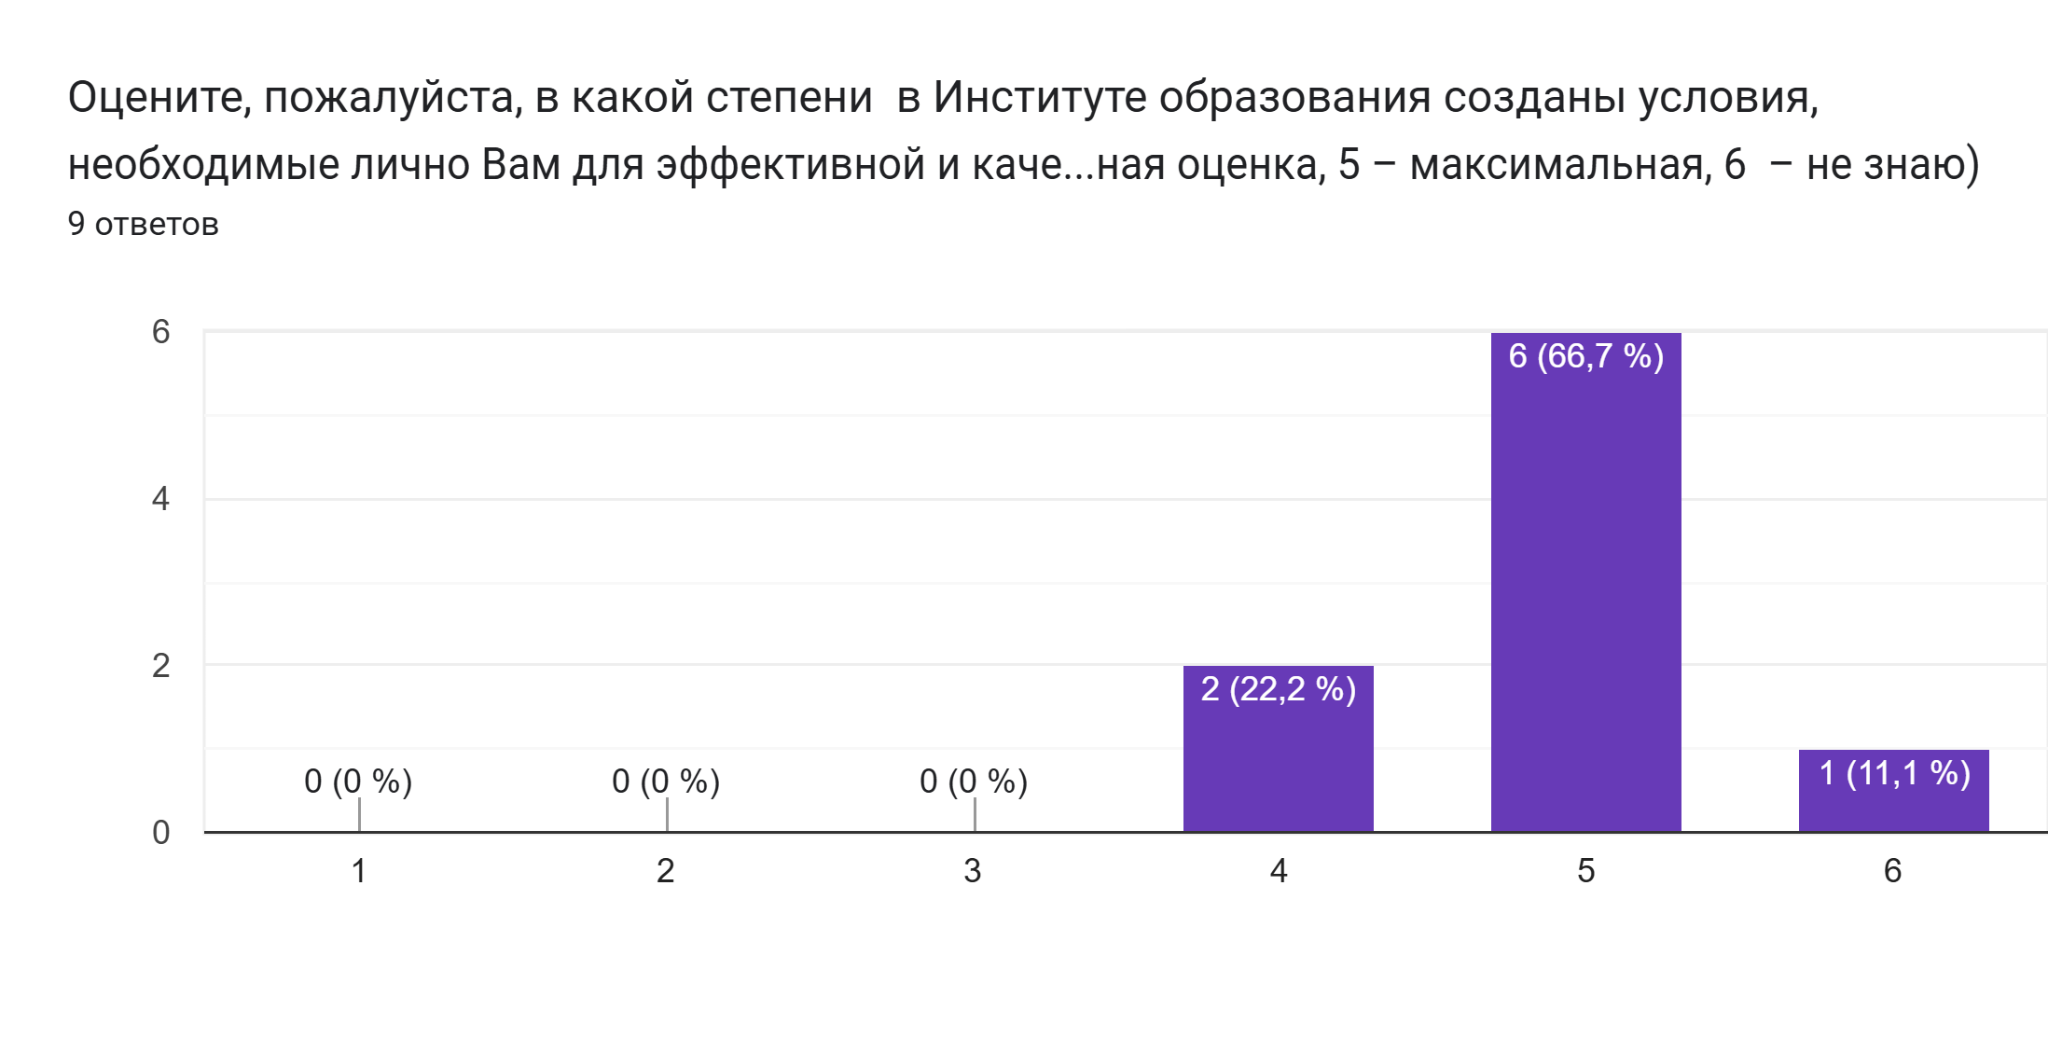 Оцените, пожалуйста, в какой степени  в Институте образования созданы условия,
необходимые лично Вам для эффективной и каче...ная оценка, 5 – максимальная, 6  – не знаю)
9 ответов
6
6 (66,7 %)
4
2
2 (22,2 %)
1 (11,1 %)
0 (0 %) 0 (0 %) 0 (0 %)
0
1 2 3 4 5 6